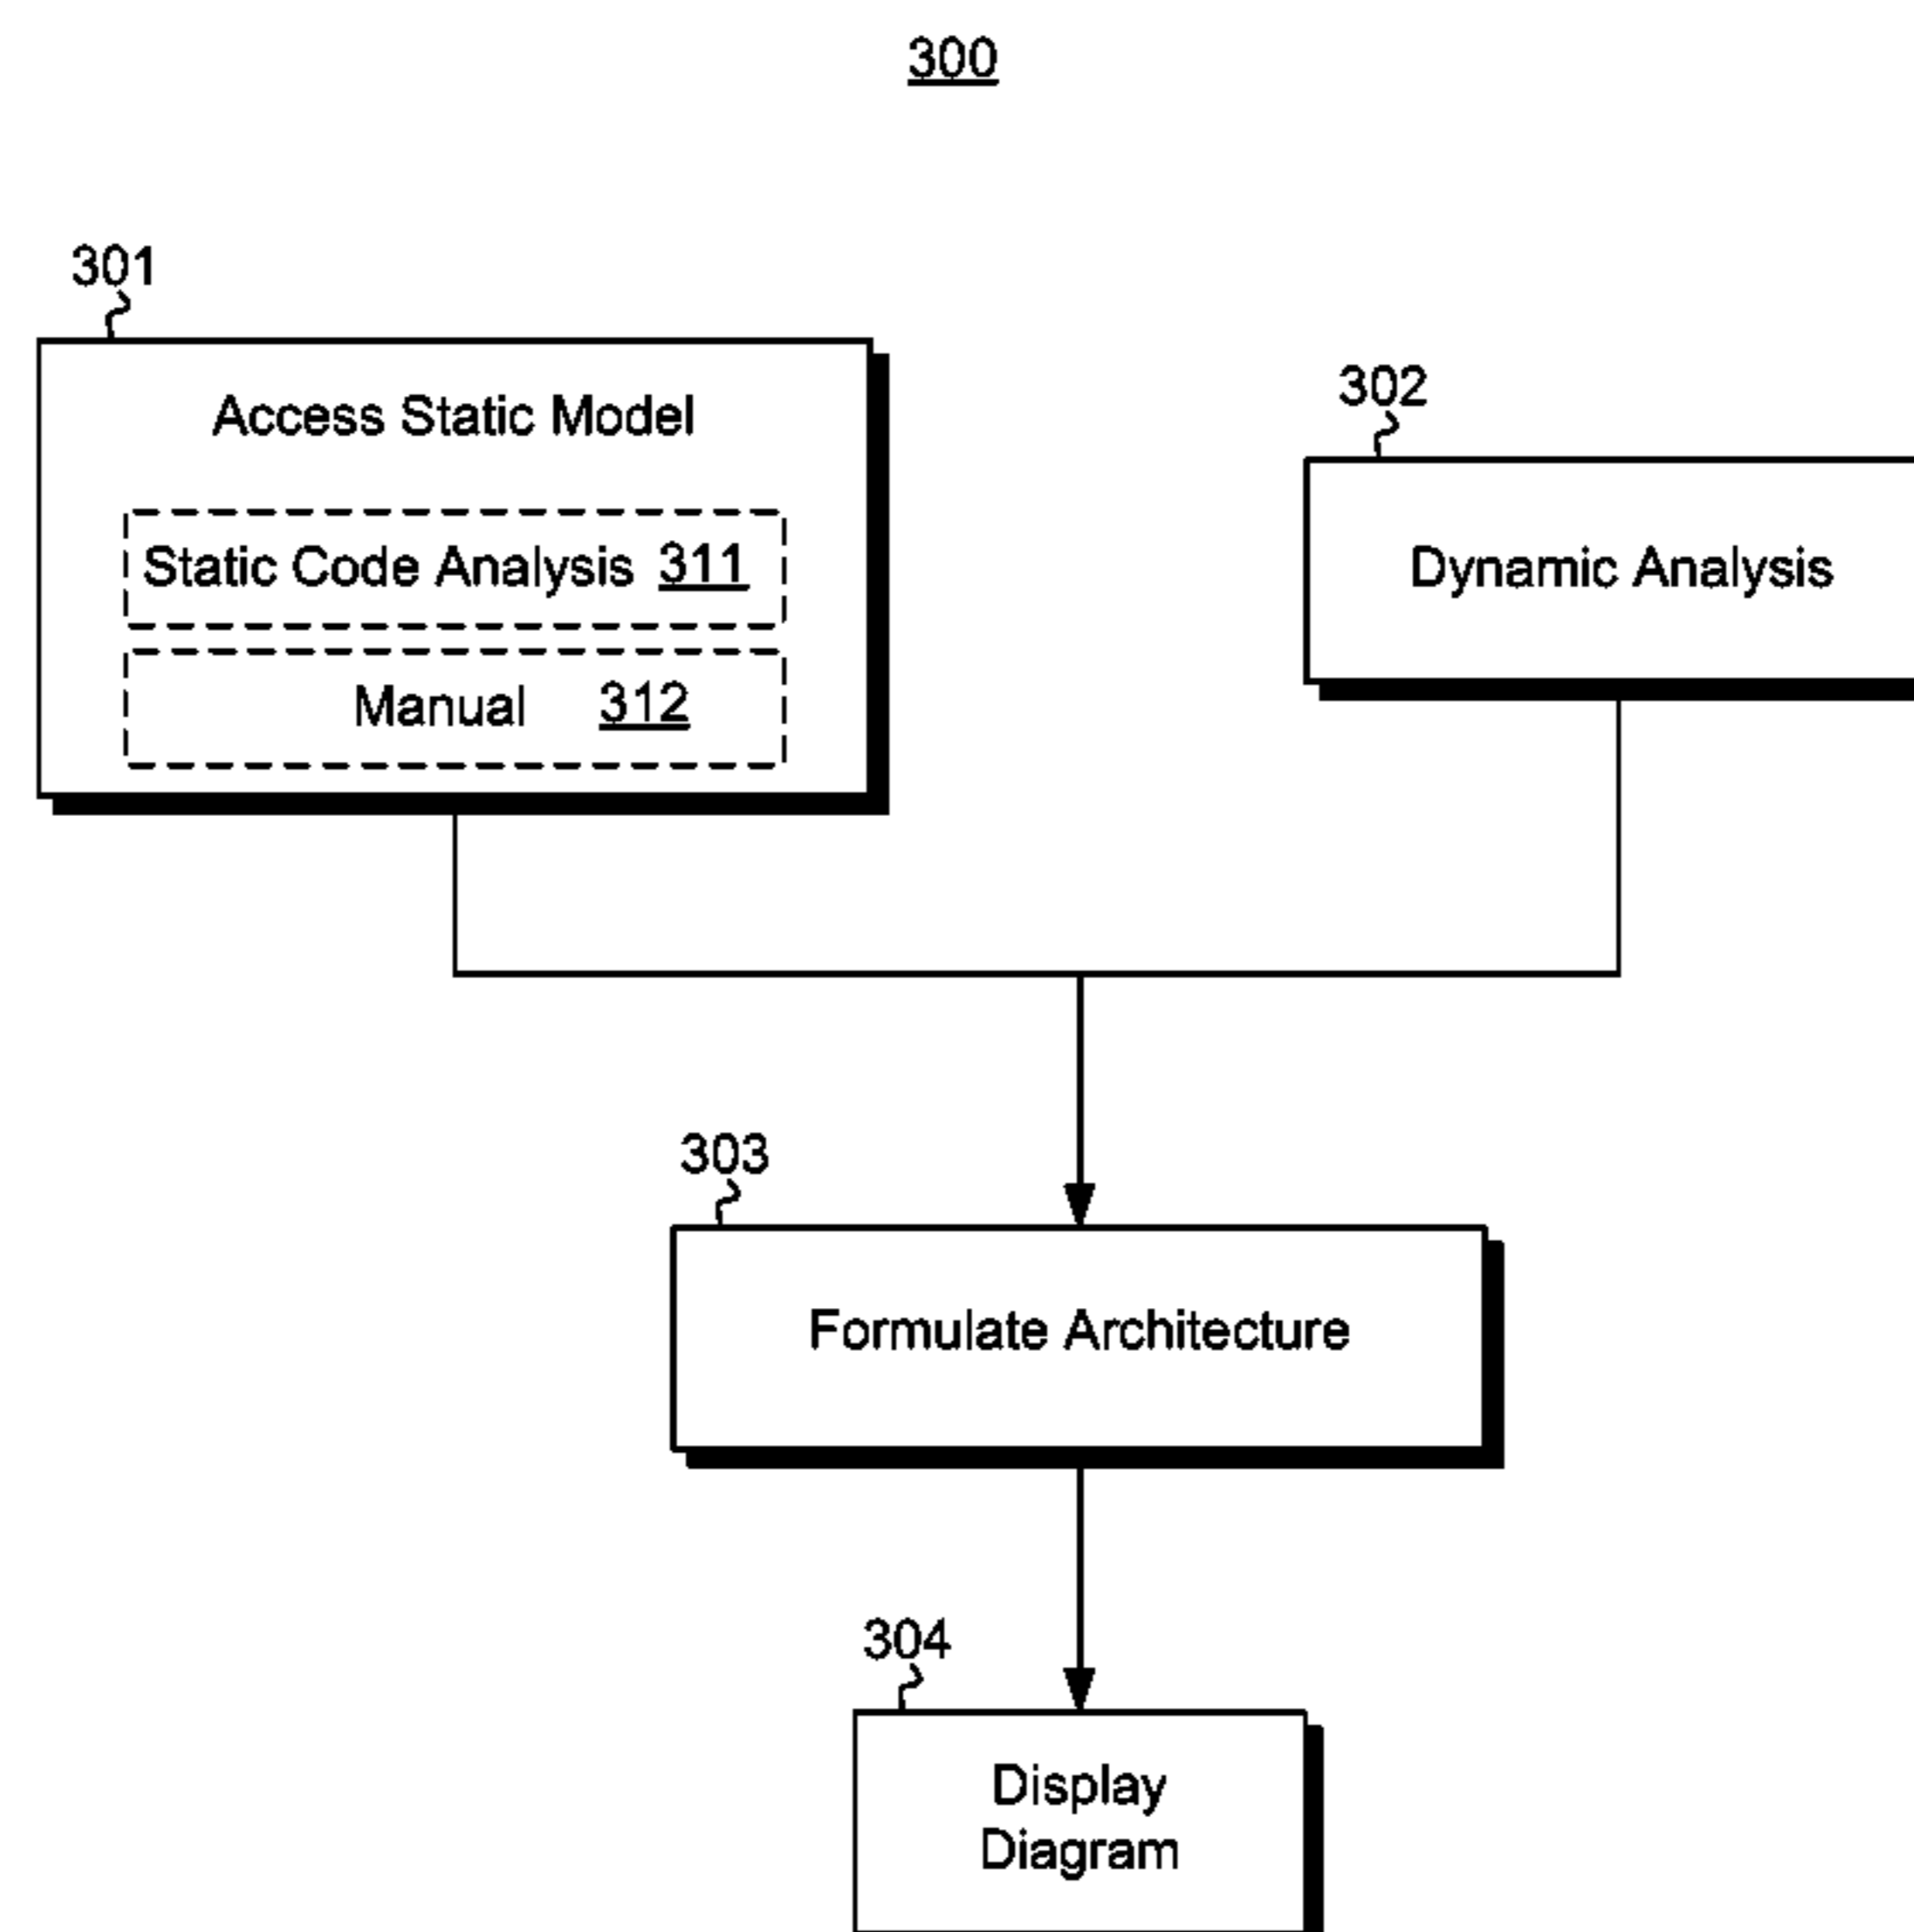 300
301
Access Static Model
Static Code Analysis 311
Manual 312
302
Dynamic Analysis
303
Formulate Architecture
304
Display
Diagram